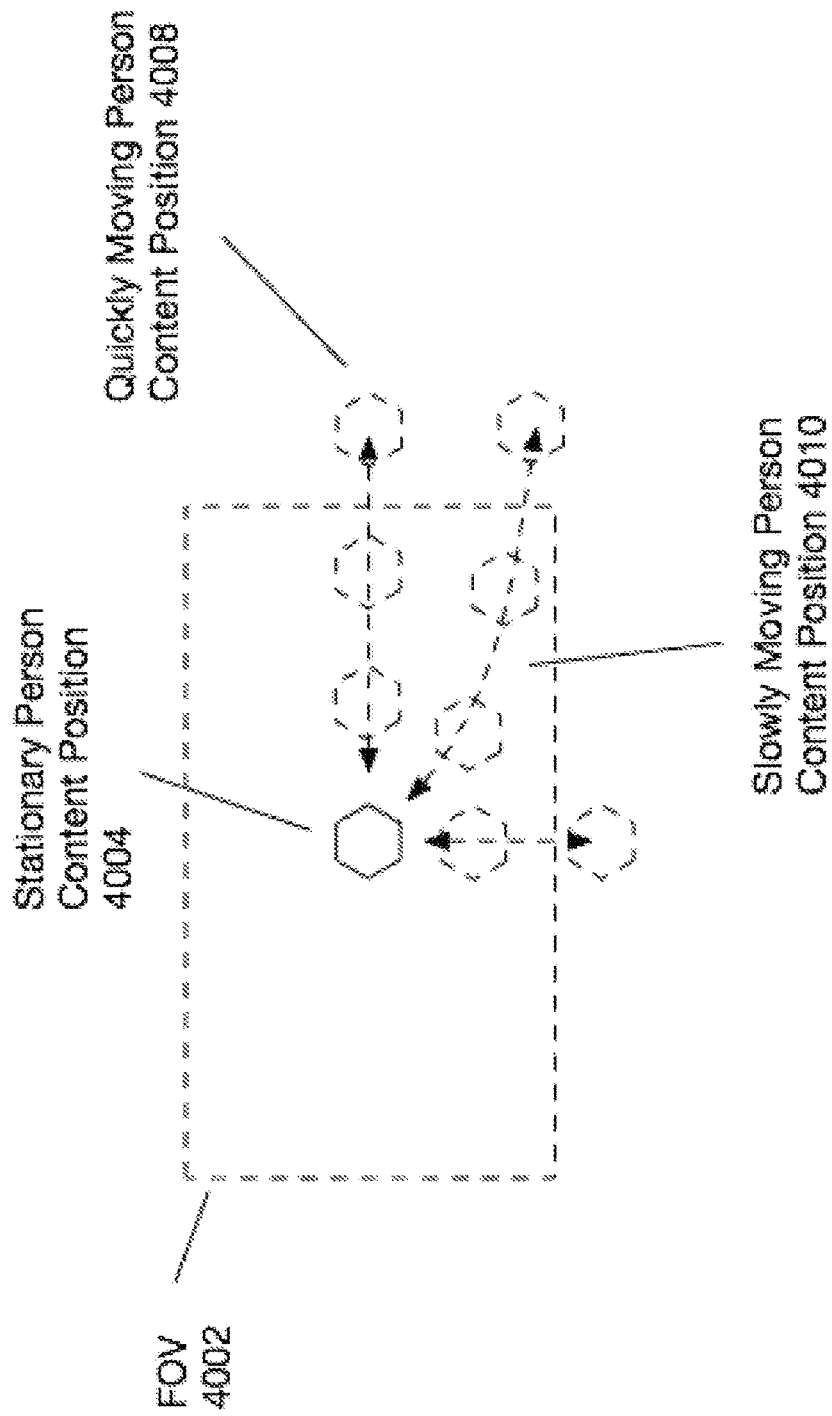 FOV
4002
Stationary Person
Content Position
4004
Quickly Moving Person
Content Position 4008
Slowly Moving Person
Content Position 4010